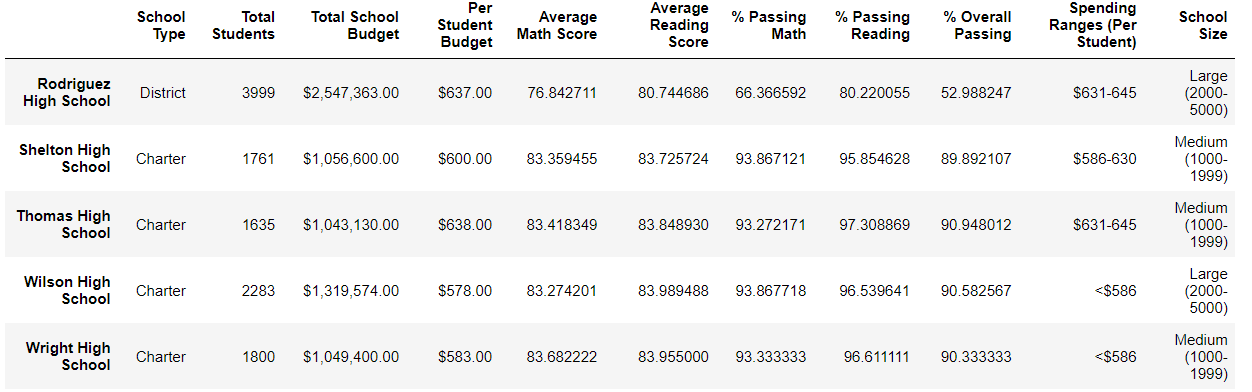 School Type Total Students Total School Budget Per Student Budget Average Math Score Average Reading Score % Passing Math % Passing Reading % Overall Passing Spending Ranges (Per Student) School Size
Rodriguez High School District 3999 $2,547,363.00 $637.00 76.842711 80.744686 66.366592 80.220055 52.988247 $631-645 Large (2000-5000)
Shelton High School Charter 1761 $1,056,600.00 $600.00 83.359455 83.725724 93.867121 95.854628 89.892107 $586-630 Medium (1000-1999)
Thomas High School Charter 1635 $1,043,130.00 $638.00 83.418349 83.848930 93.272171 97.308869 90.948012 $631-645 Medium (1000-1999)
Wilson High School Charter 2283 $1,319,574.00 $578.00 83.274201 83.989488 93.867718 96.539641 90.582567 <$586 Large (2000-5000)
Wright High School Charter 1800 $1,049,400.00 $583.00 83.682222 83.955000 93.333333 96.611111 90.333333 <$586 Medium (1000-1999)